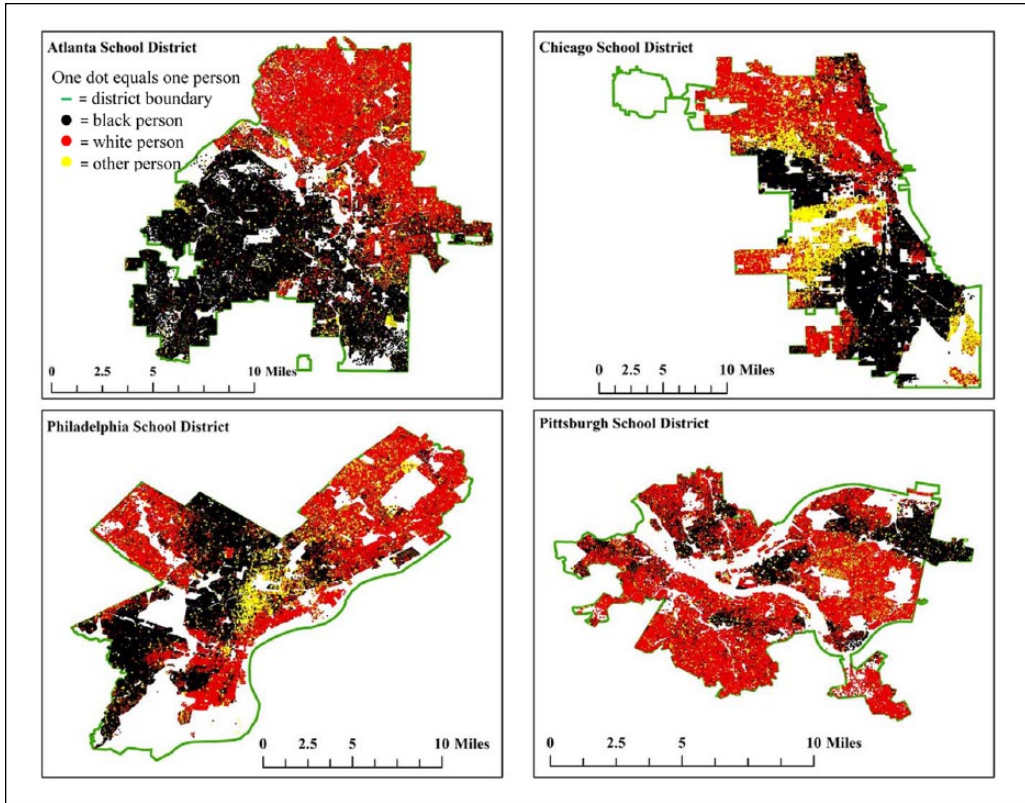 Atlanta School District
One dot equals one person
= district boundary
= black person
= white person
= other person
0 2.5 5 10 Miles
Chicago School District
0 2.5 5 10 Miles
Philadelphia School District
0 2.5 5 10 Miles
Pittsburgh School District
0 2.5 5 10 Miles